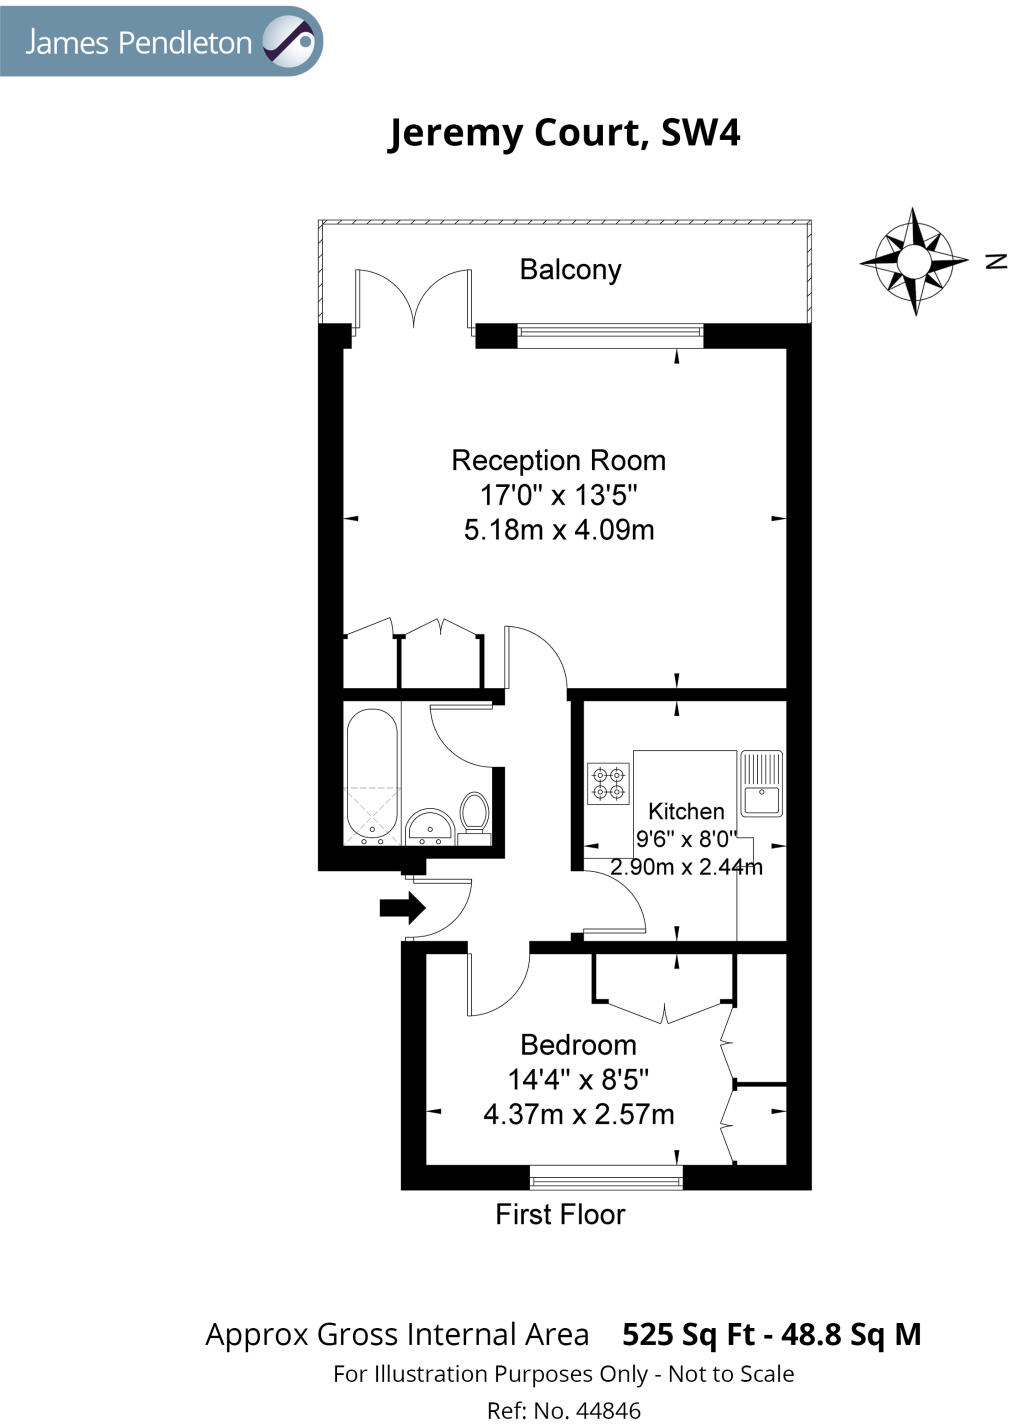 James Pendleton
Jeremy Court, SW4
N
Balcony
Reception Room
17'0" x 13'5"
5.18m x 4.09m
Kitchen
9'6" x 8'0"
2.90m x 2.44m
Bedroom
14'4" x 8'5"
4.37m x 2.57m
First Floor
Approx Gross Internal Area 525 Sq Ft - 48.8 Sq M
For Illustration Purposes Only - Not to Scale
Ref: No. 44846